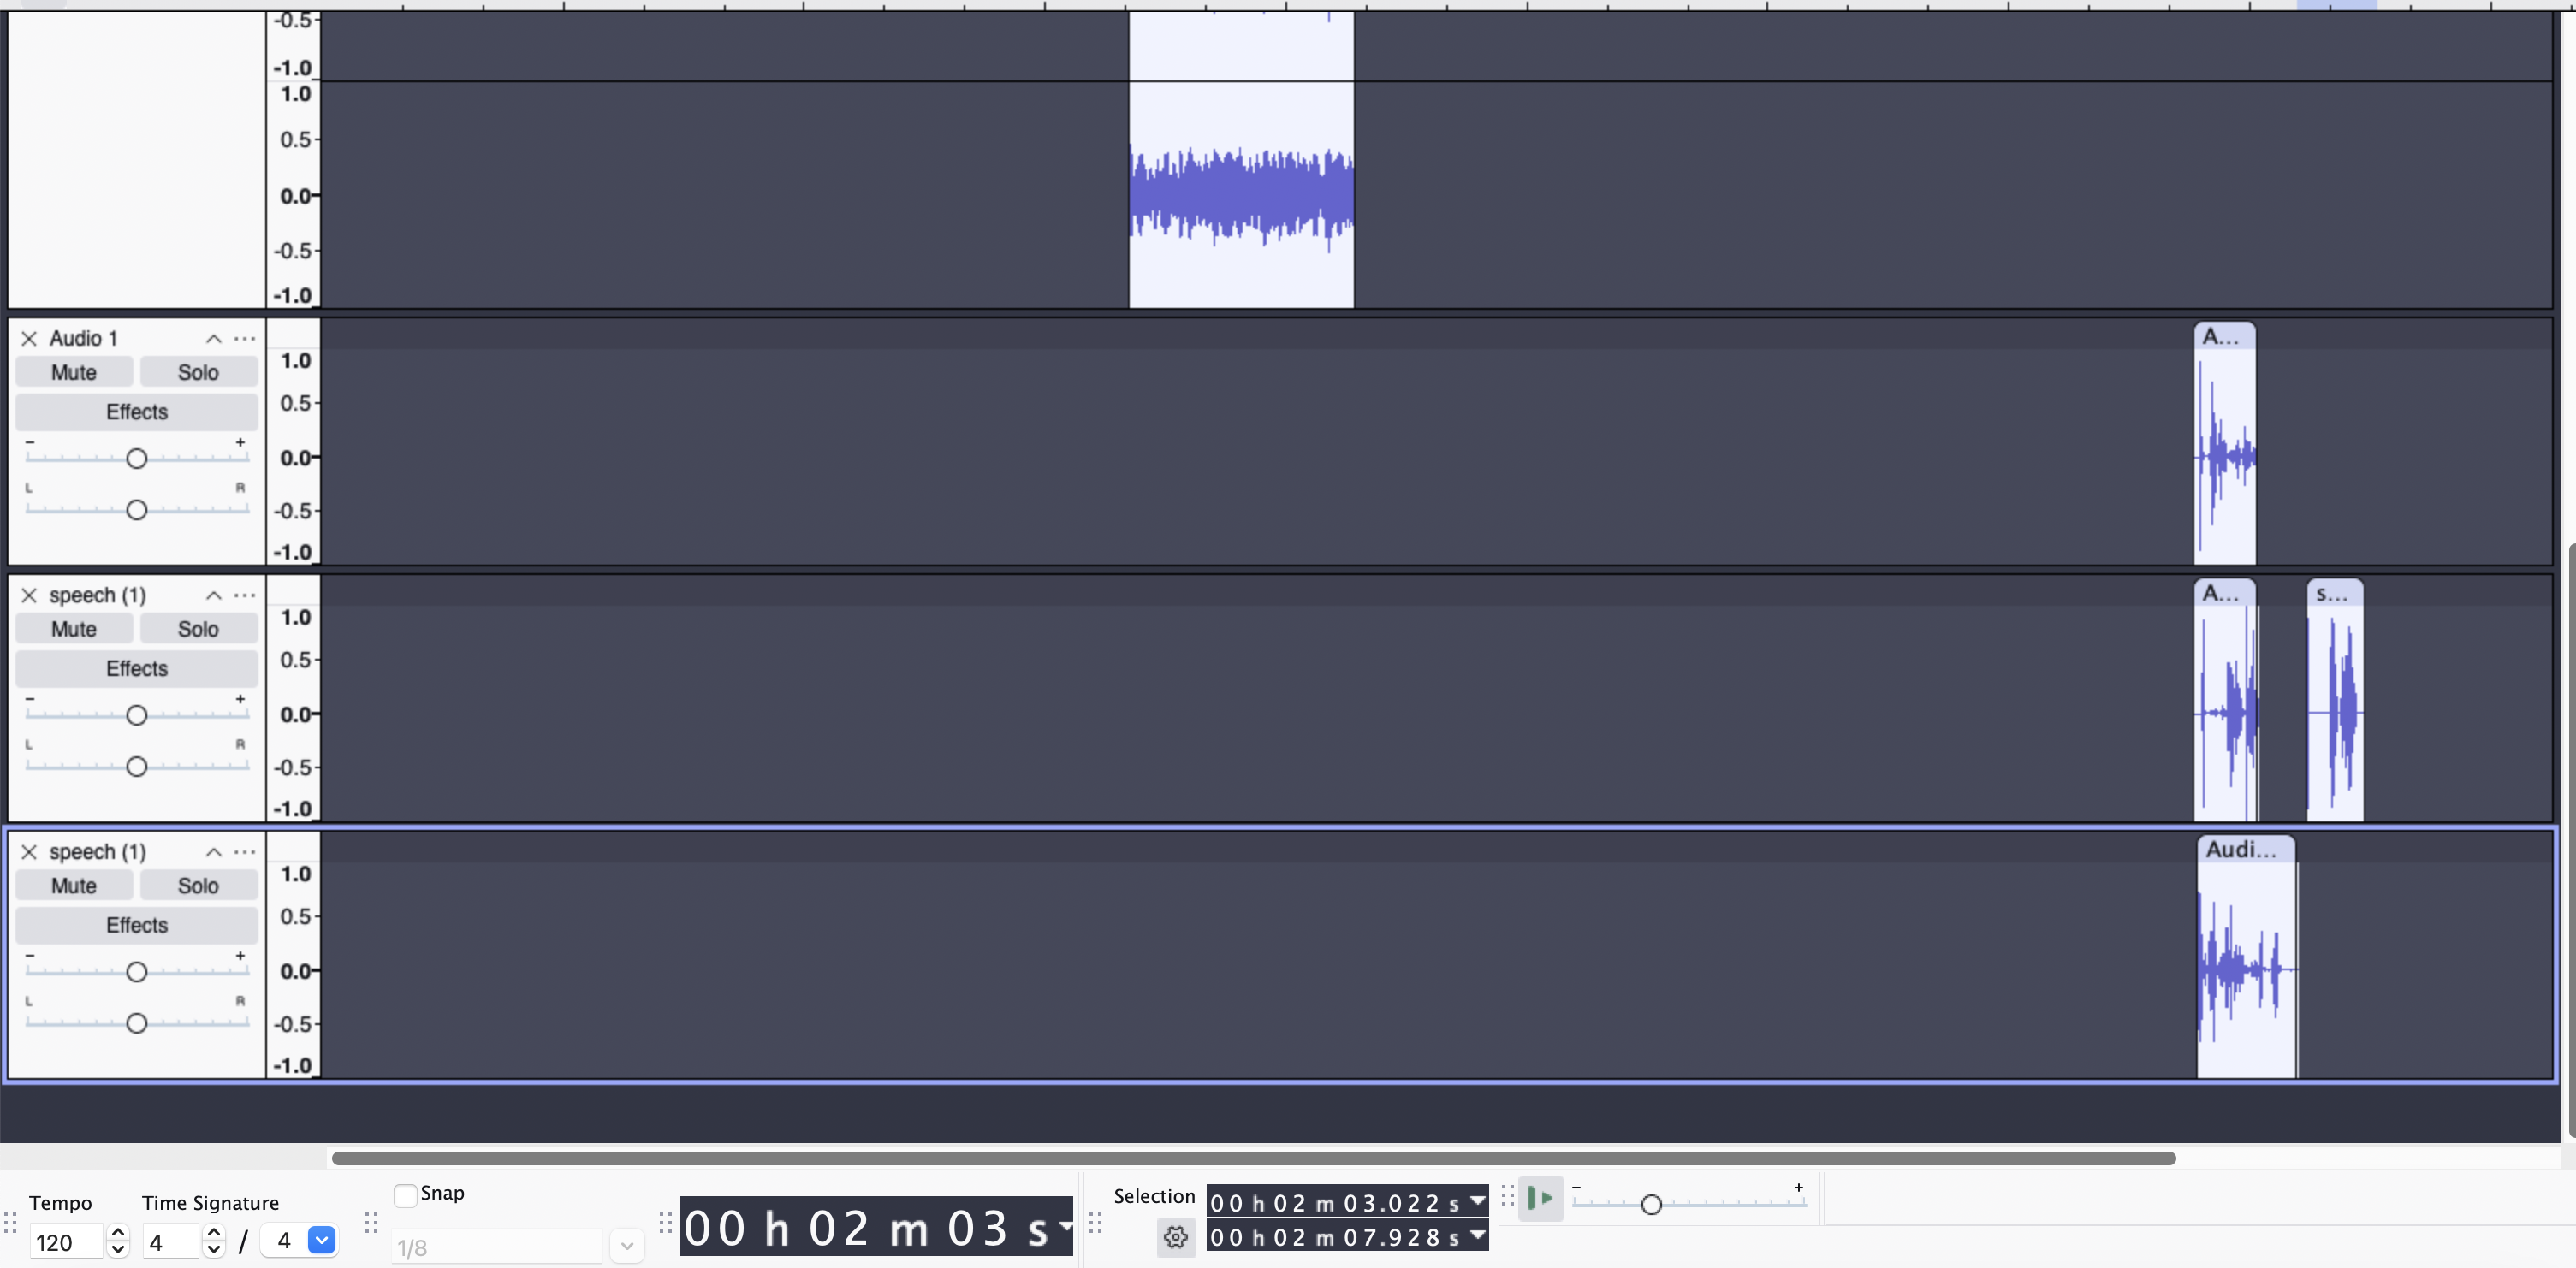 -0.5
-1.0
1.0
0.5
0.0
-0.5
-1.0
Audio 1
Mute Solo
Effects
- +
L R
1.0
0.5
0.0
-0.5
-1.0
A...
speech (1)
Mute Solo
Effects
- +
L R
1.0
0.5
0.0
-0.5
-1.0
A... s...
speech (1)
Mute Solo
Effects
- +
L R
1.0
0.5
0.0
-0.5
-1.0
Audi...
Tempo
120
Time Signature
4 / 4
Snap
1/8
00 h 02 m 03 s
Selection
00 h 02 m 03.022 s
00 h 02 m 07.928 s
- +